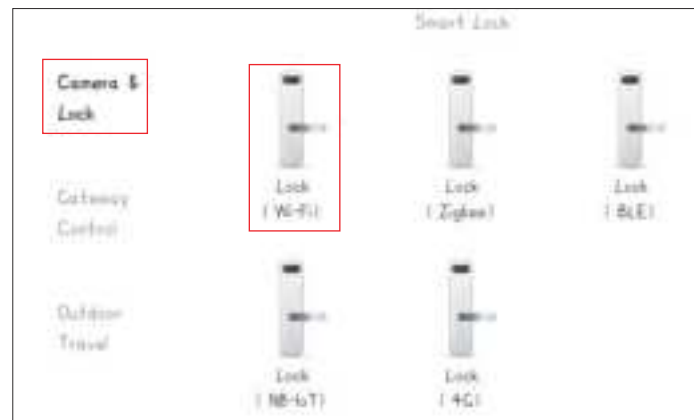 Smart Lock
Camera &
Lock
Lock
(Wi-Fi)
Lock
(Zigbee)
Lock
(BLE)
Gateway
Control
Outdoor
Travel
Lock
(NB-IoT)
Lock
(4G)